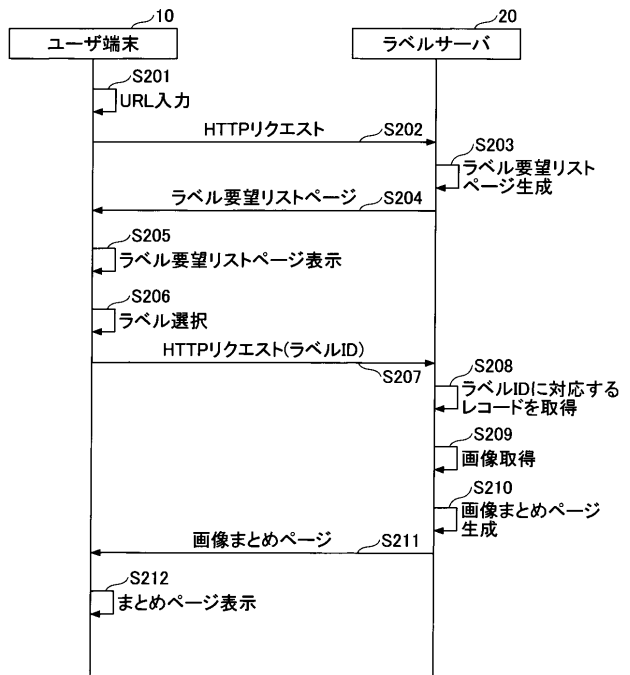 10
ユーザ端末
20
ラベルサーバ
S201
URL入力
HTTPリクエスト
S202
S203
ラベル要望リスト
ページ生成
ラベル要望リストページ
S204
S205
ラベル要望リストページ表示
S206
ラベル選択
HTTPリクエスト(ラベルID)
S207
S208
ラベルIDに対応する
レコードを取得
S209
画像取得
S210
画像まとめページ
生成
画像まとめページ
S211
S212
まとめページ表示